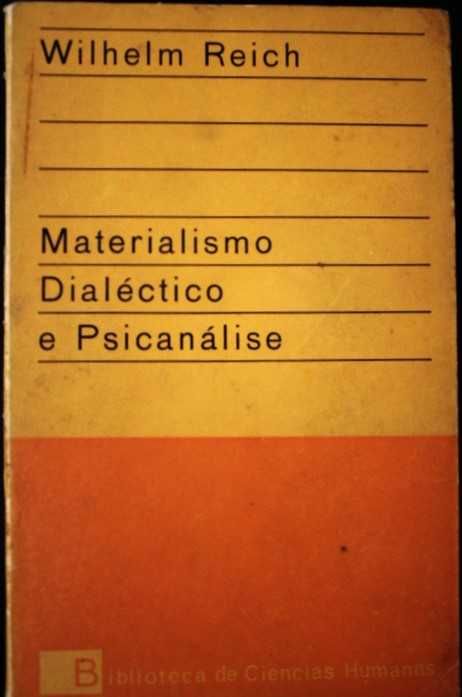 Wilhelm Reich
Materialismo
Dialéctico
e Psicanálise
Biblioteca de Ciencias Humanas